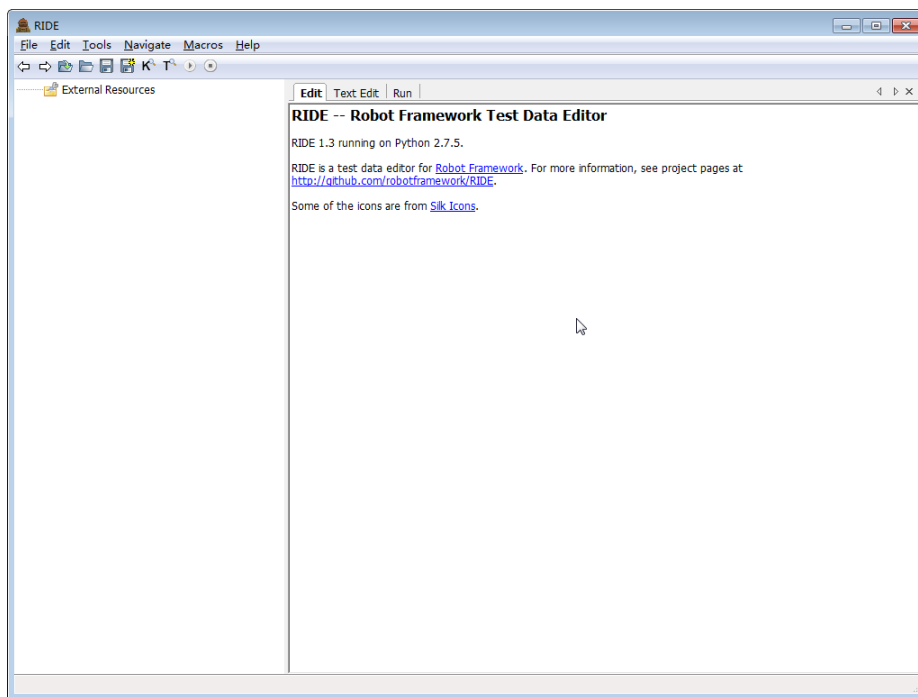 RIDE
File Edit Tools Navigate Macros Help
K T
External Resources
Edit Text Edit Run
RIDE -- Robot Framework Test Data Editor
RIDE 1.3 running on Python 2.7.5.
RIDE is a test data editor for Robot Framework. For more information, see project pages at
http://github.com/robotframework/RIDE.
Some of the icons are from Silk Icons.